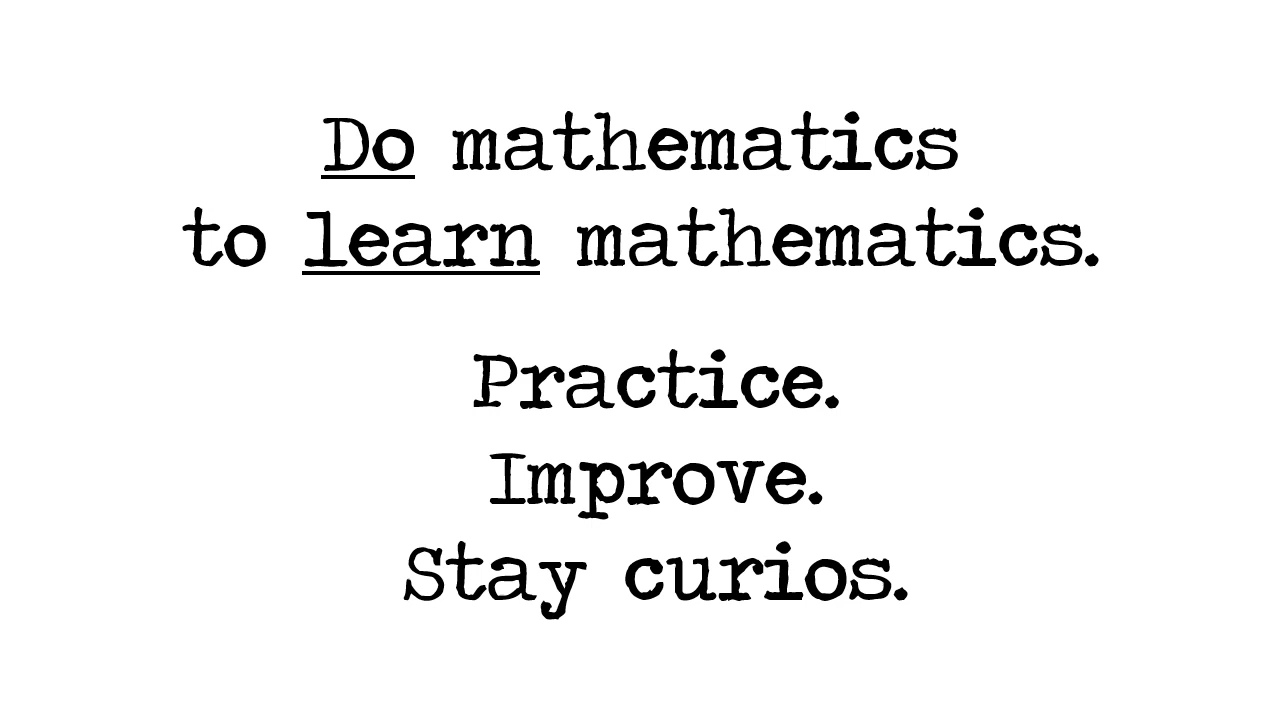 Do mathematics
to learn mathematics.
Practice.
Improve.
Stay curios.